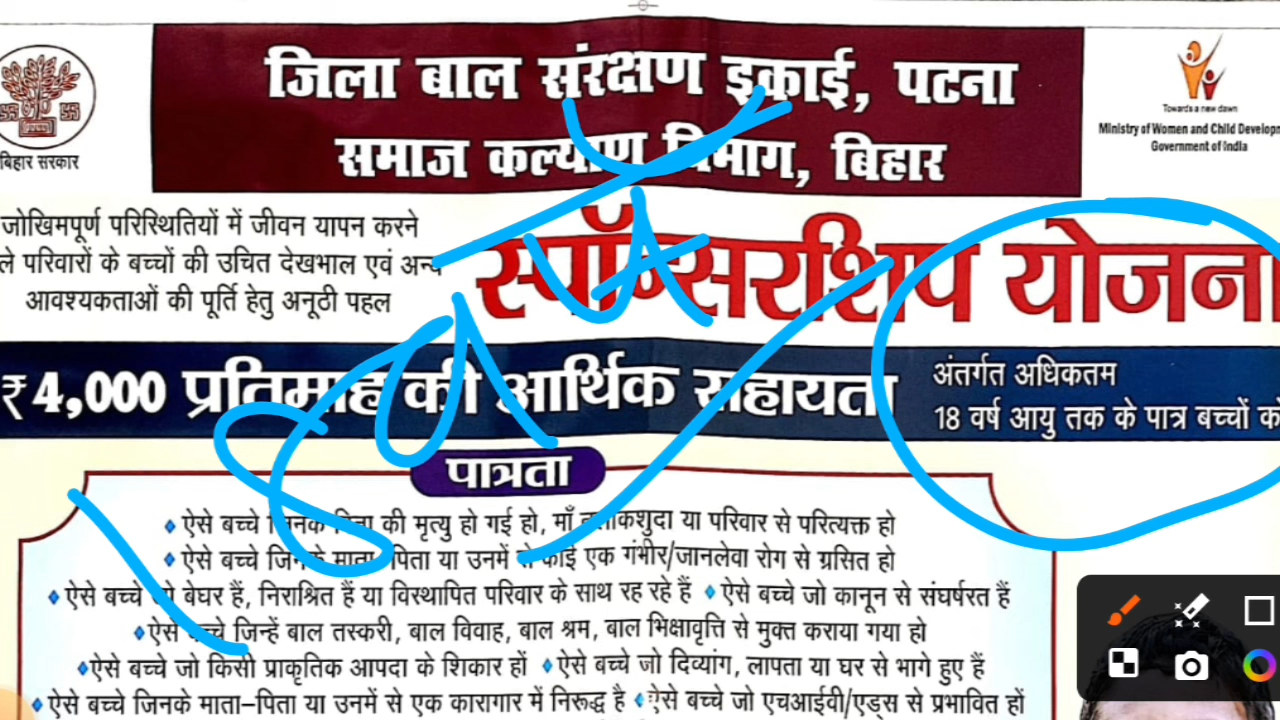 जिला बाल संरक्षण इकाई, पटना
समाज कल्याण विभाग, बिहार
बिहार सरकार
Towards a new dawn
Ministry of Women and Child Develop
Government of India
जोखिमपूर्ण परिस्थितियों में जीवन यापन करने
ले परिवारों के बच्चों की उचित देखभाल एवं अन्य
आवश्यकताओं की पूर्ति हेतु अनूठी पहल
स्पॉन्सरशिप योजना
₹4,000 प्रतिमाह की आर्थिक सहायता
अंतर्गत अधिकतम
18 वर्ष आयु तक के पात्र बच्चों को
पात्रता
ऐसे बच्चे जिनके पिता की मृत्यु हो गई हो, माँ तलाकशुदा या परिवार से परित्यक्त हो
ऐसे बच्चे जिनके माता-पिता या उनमें से कोई एक गंभीर/जानलेवा रोग से ग्रसित हो
ऐसे बच्चे जो बेघर हैं, निराश्रित हैं या विस्थापित परिवार के साथ रह रहे हैं ऐसे बच्चे जो कानून से संघर्षरत हैं
ऐसे बच्चे जिन्हें बाल तस्करी, बाल विवाह, बाल श्रम, बाल भिक्षावृत्ति से मुक्त कराया गया हो
ऐसे बच्चे जो किसी प्राकृतिक आपदा के शिकार हों ऐसे बच्चे जो दिव्यांग, लापता या घर से भागे हुए हैं
ऐसे बच्चे जिनके माता-पिता या उनमें से एक कारागार में निरूद्ध है ऐसे बच्चे जो एचआईवी/एड्स से प्रभावित हों